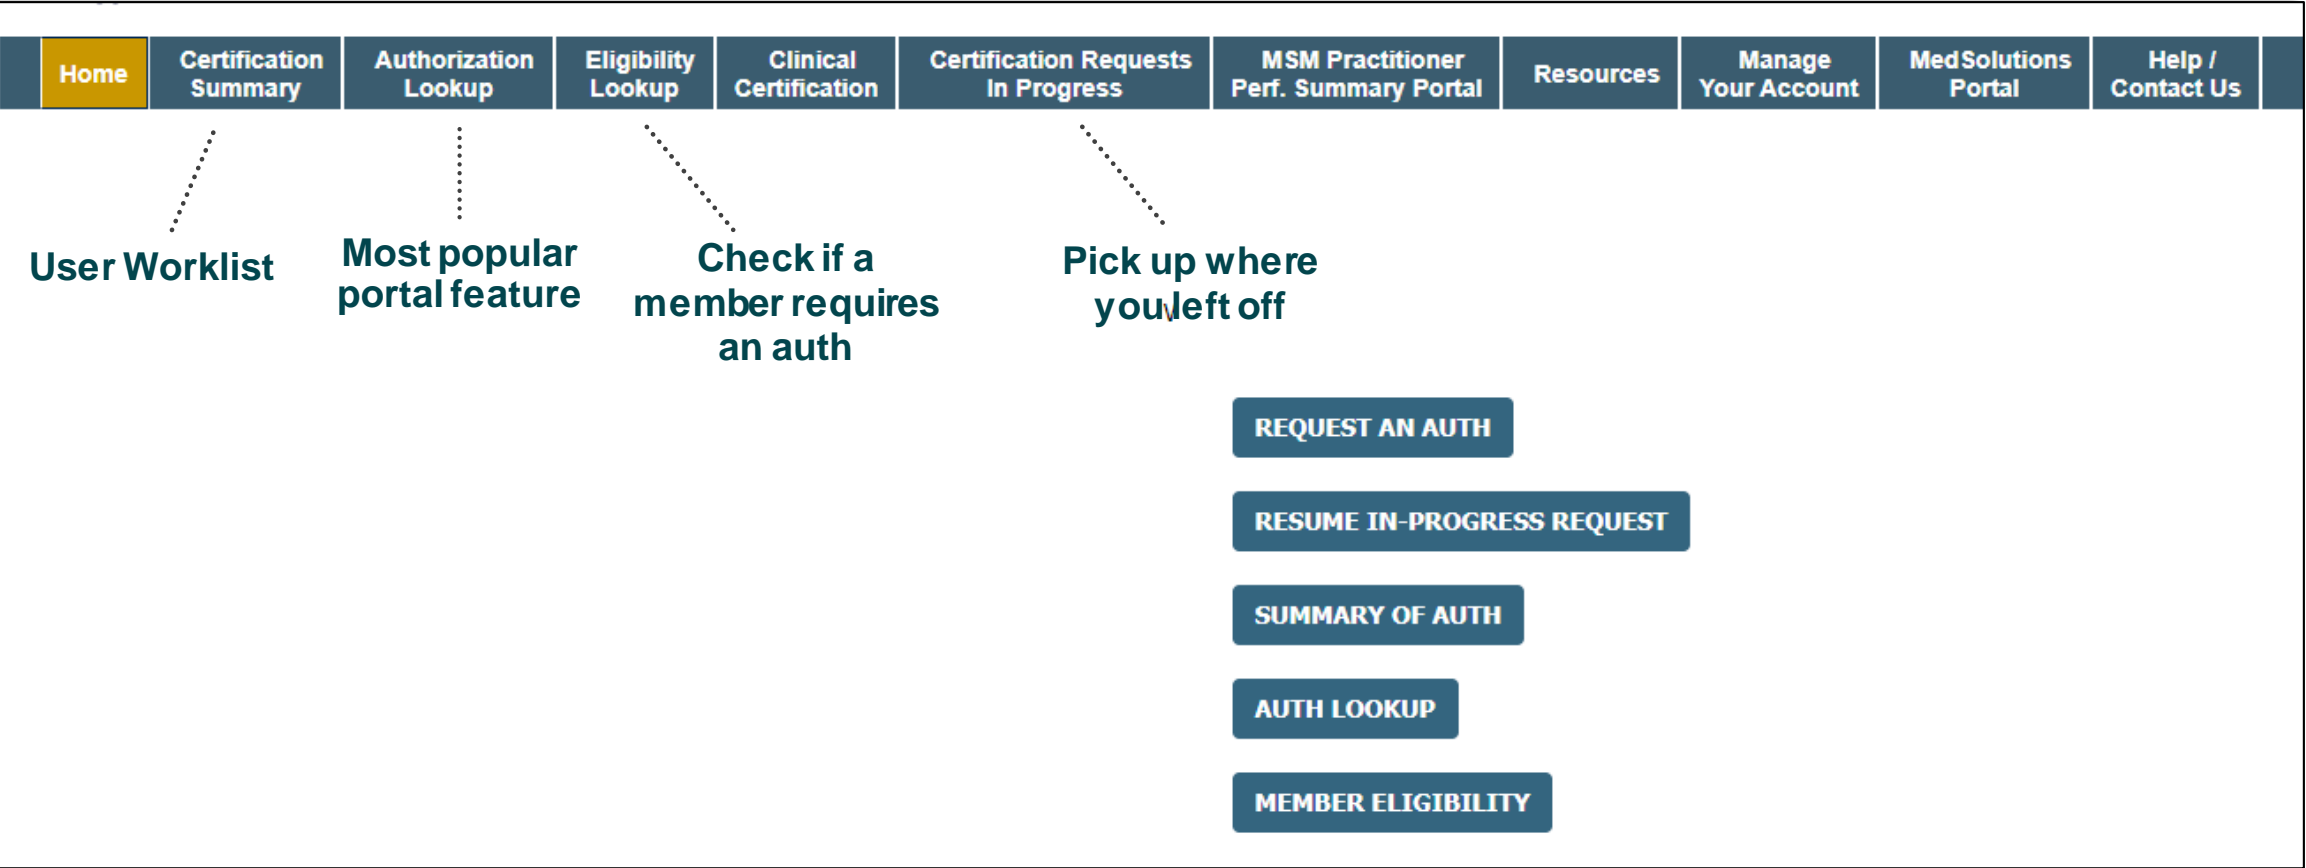 Home
Certification
Summary
Authorization
Lookup
Eligibility
Lookup
Clinical
Certification
Certification Requests
In Progress
MSM Practitioner
Perf. Summary Portal
Resources
Manage
Your Account
MedSolutions
Portal
Help /
Contact Us
User Worklist
Most popular
portal feature
Check if a
member requires
an auth
Pick up where
you left off
REQUEST AN AUTH
RESUME IN-PROGRESS REQUEST
SUMMARY OF AUTH
AUTH LOOKUP
MEMBER ELIGIBILITY